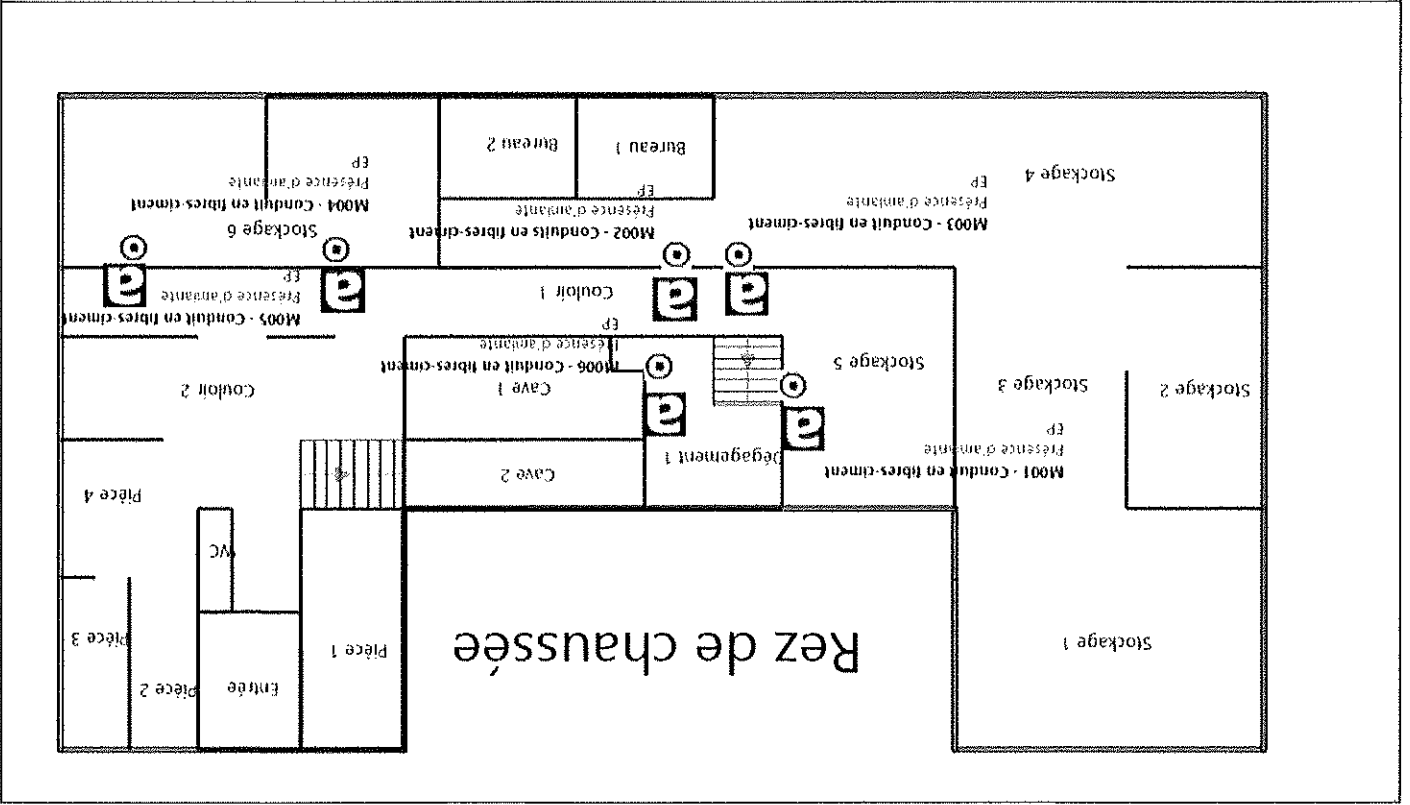 Stockage 1
Rez de chaussée
Pièce 1
Entrée
Pièce 2
Pièce 3
WC
Pièce 4
M001 - Conduit en fibres-ciment
Présence d'amiante
EP
Dégagement 1
Cave 2
a
a
Stockage 2
Stockage 3
Stockage 5
Cave 1
Couloir 2
M006 - Conduit en fibres-ciment
Présence d'amiante
EP
M005 - Conduit en fibres-ciment
Présence d'amiante
EP
Couloir 1
a
a
a
a
Stockage 6
M003 - Conduit en fibres-ciment
Présence d'amiante
EP
M002 - Conduits en fibres-ciment
Présence d'amiante
EP
M004 - Conduit en fibres-ciment
Présence d'amiante
EP
Stockage 4
Bureau 1
Bureau 2